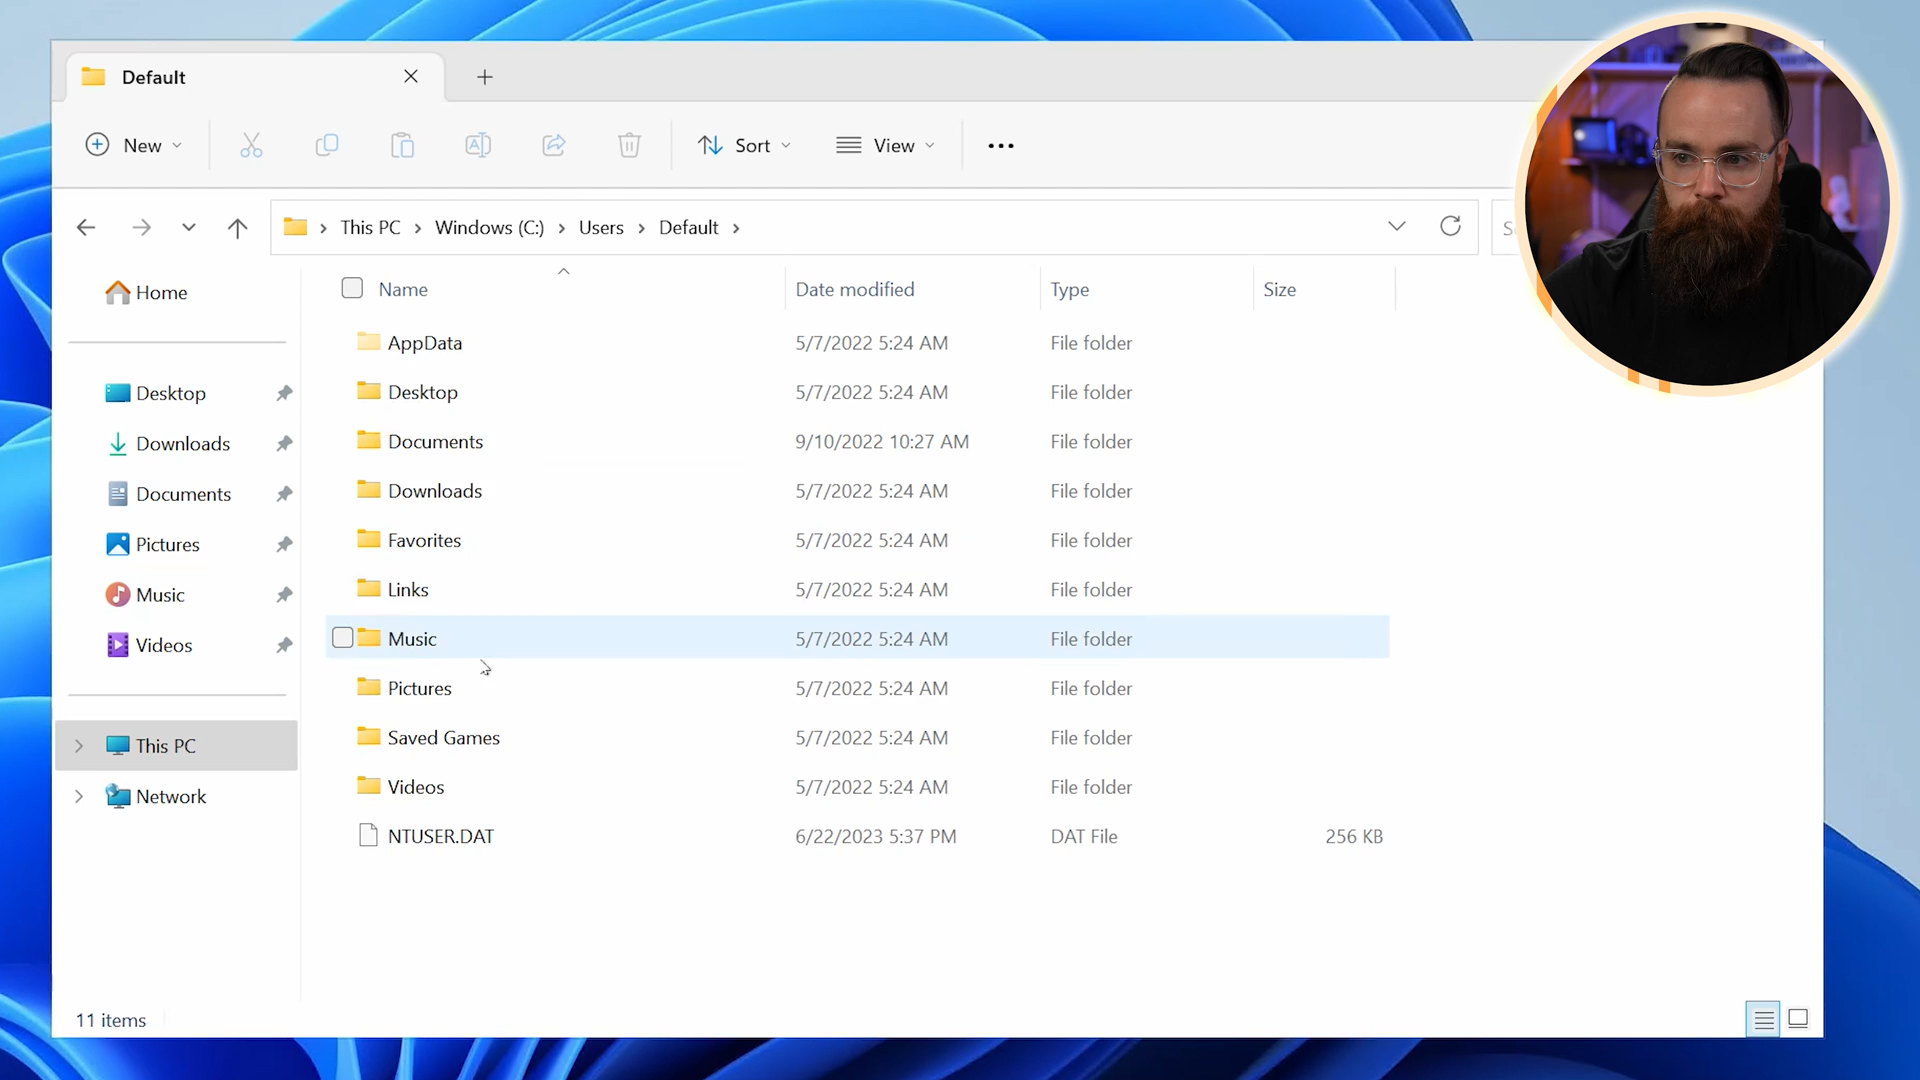 Default
New
Sort
View
This PC > Windows (C:) > Users > Default >
Home
Desktop
Downloads
Documents
Pictures
Music
Videos
This PC
Network
Name Date modified Type Size
AppData 5/7/2022 5:24 AM File folder
Desktop 5/7/2022 5:24 AM File folder
Documents 9/10/2022 10:27 AM File folder
Downloads 5/7/2022 5:24 AM File folder
Favorites 5/7/2022 5:24 AM File folder
Links 5/7/2022 5:24 AM File folder
Music 5/7/2022 5:24 AM File folder
Pictures 5/7/2022 5:24 AM File folder
Saved Games 5/7/2022 5:24 AM File folder
Videos 5/7/2022 5:24 AM File folder
NTUSER.DAT 6/22/2023 5:37 PM DAT File 256 KB
11 items